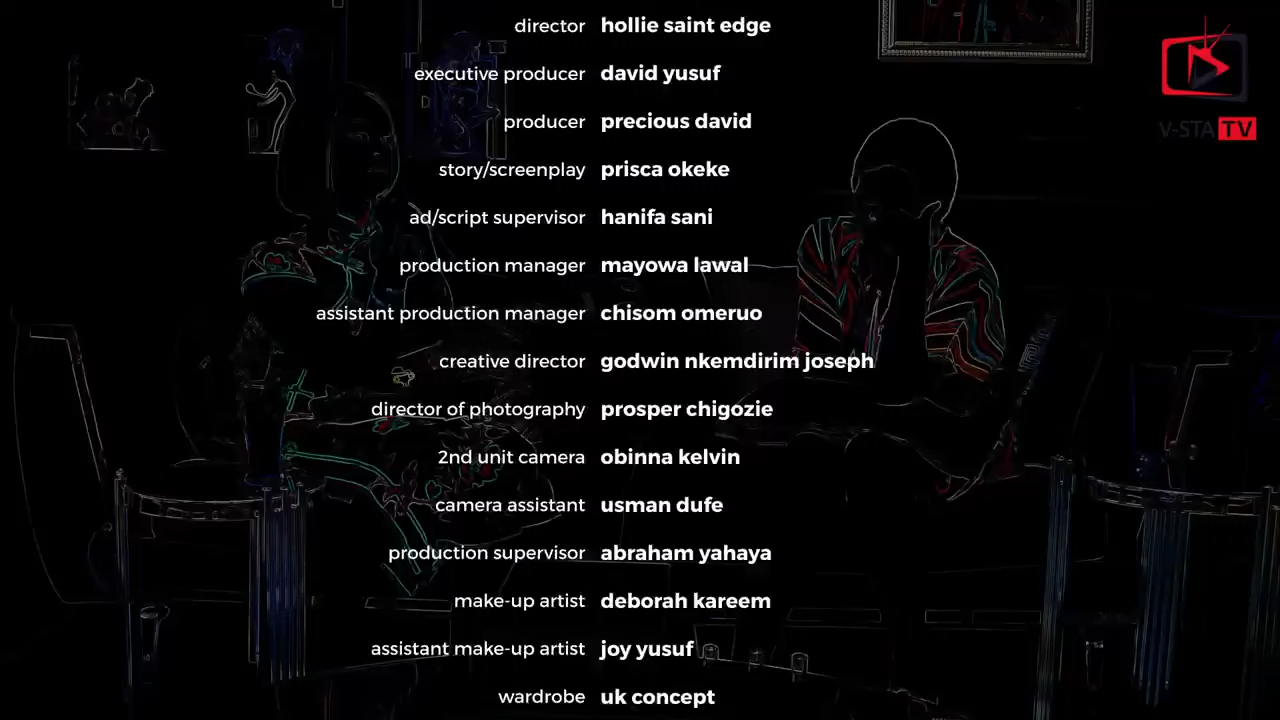 director hollie saint edge
executive producer david yusuf
producer precious david
story/screenplay prisca okeke
ad/script supervisor hanifa sani
production manager mayowa lawal
assistant production manager chisom omeruo
creative director godwin nkemdirim joseph
director of photography prosper chigozie
2nd unit camera obinna kelvin
camera assistant usman dufe
production supervisor abraham yahaya
make-up artist deborah kareem
assistant make-up artist joy yusuf
wardrobe uk concept
V-STA TV